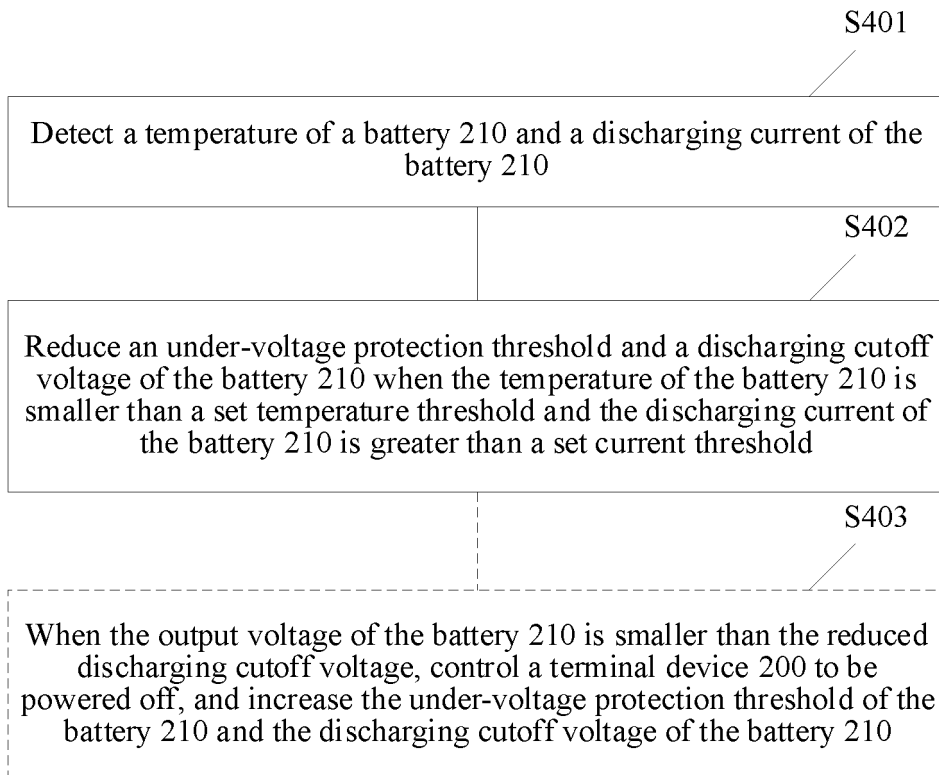 S401
Detect a temperature of a battery 210 and a discharging current of the
battery 210
S402
Reduce an under-voltage protection threshold and a discharging cutoff
voltage of the battery 210 when the temperature of the battery 210 is
smaller than a set temperature threshold and the discharging current of
the battery 210 is greater than a set current threshold
S403
When the output voltage of the battery 210 is smaller than the reduced
discharging cutoff voltage, control a terminal device 200 to be
powered off, and increase the under-voltage protection threshold of the
battery 210 and the discharging cutoff voltage of the battery 210